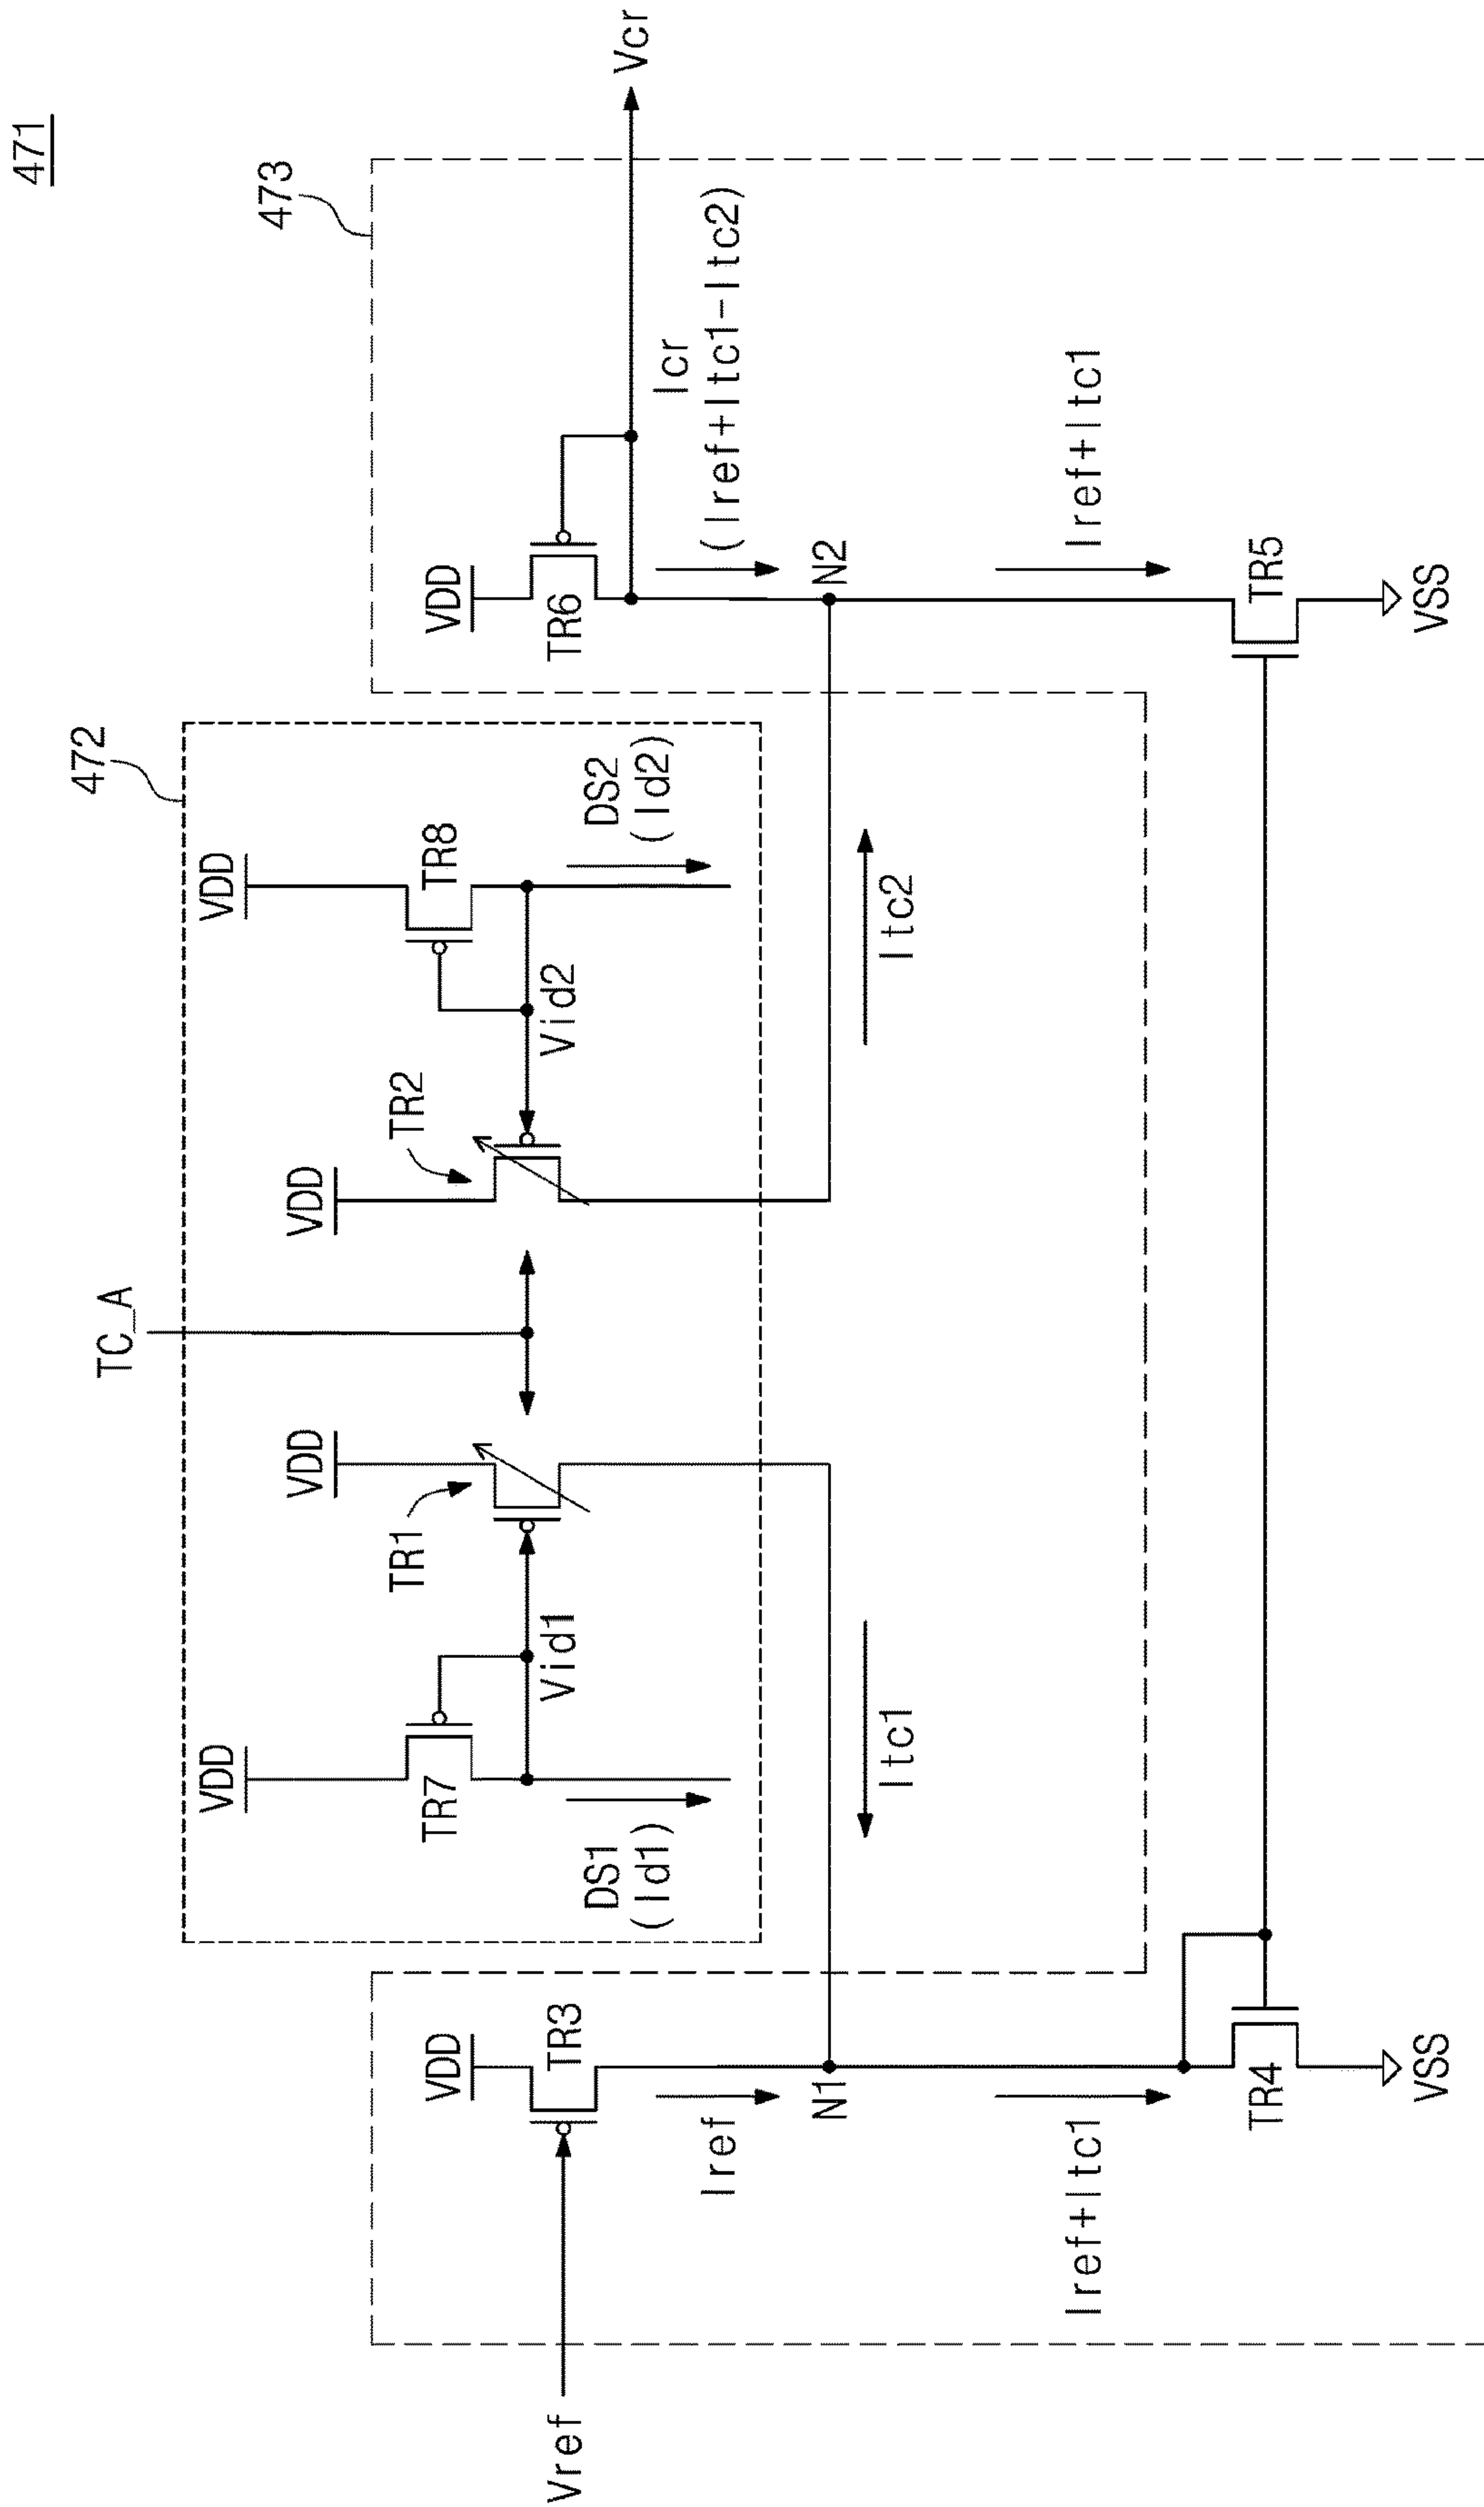 471
472
473
TC_A
VDD
VDD
VDD
VDD
TR7
TR1
TR2
TR8
Vid1
Vid2
DS1
(Id1)
DS2
(Id2)
VDD
VDD
TR3
TR6
Vref
Vcr
Iref
Icr
(Iref+Itc1-Itc2)
N1
N2
Itc1
Itc2
Iref+Itc1
Iref+Itc1
TR4
TR5
VSS
VSS